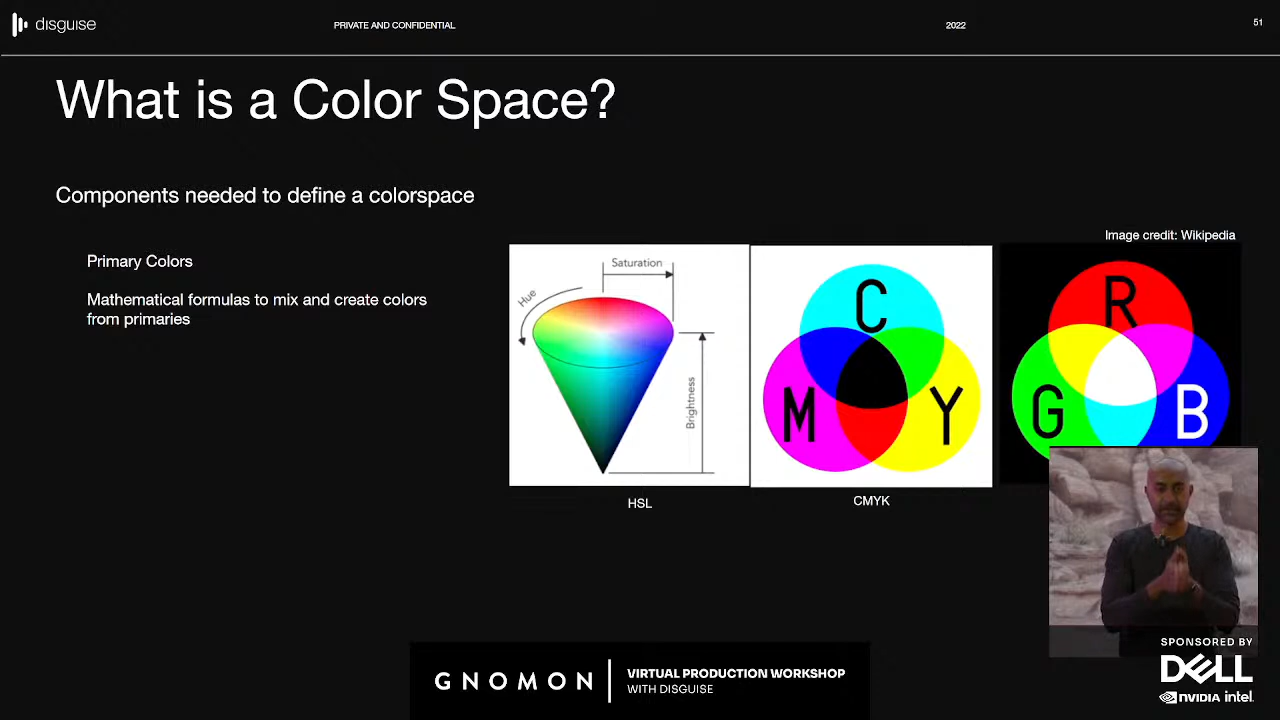 disguise
PRIVATE AND CONFIDENTIAL
2022
51
What is a Color Space?
Components needed to define a colorspace
Primary Colors
Mathematical formulas to mix and create colors
from primaries
Image credit: Wikipedia
Saturation
Hue
Brightness
HSL
C
M
Y
CMYK
R
G
B
GNOMON
VIRTUAL PRODUCTION WORKSHOP
WITH DISGUISE
SPONSORED BY
DELL
NVIDIA intel